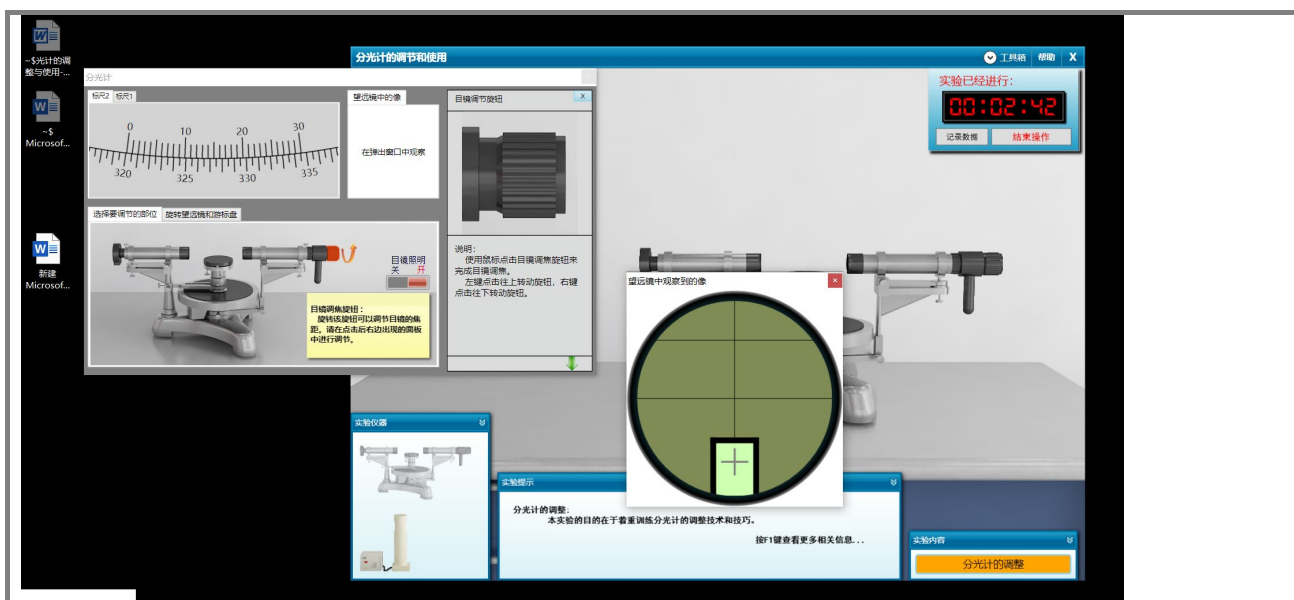 ~$光计的调
整与使用-...
~$
Microsof...
新建
Microsof...
分光计的调节和使用
工具箱
帮助
X
分光计
标尺2
标尺1
0 10 20 30
320 325 330 335
望远镜中的像
在弹出窗口中观察
目镜调节旋钮
X
说明:
使用鼠标点击目镜调焦旋钮来
完成目镜调焦。
左键点击往上转动旋钮，右键
点击往下转动旋钮。
选择要调节的部位
旋转望远镜和游标盘
目镜照明
关 开
目镜调焦旋钮：
旋转该旋钮可以调节目镜的焦
距，请在点击后右边出现的面板
中进行调节。
实验已经进行:
00:02:42
记录数据
结束操作
望远镜中观察到的像
×
实验仪器
实验提示
分光计的调整:
本实验的目的在于着重训练分光计的调整技术和技巧。
按F1键查看更多相关信息...
实验内容
分光计的调整